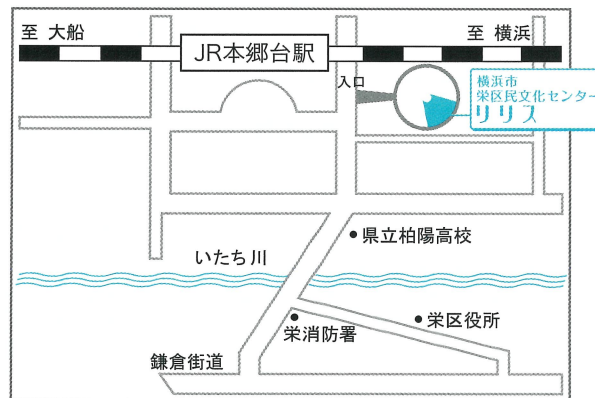 至 大船
至 横浜
JR本郷台駅
入口
横浜市
栄区民文化センター
リリス
県立柏陽高校
いたち川
栄区役所
栄消防署
鎌倉街道